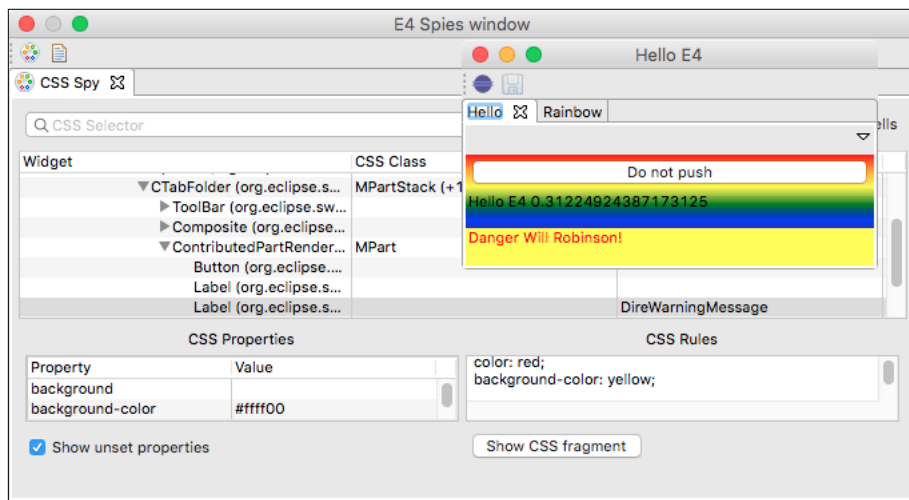 E4 Spies window
CSS Spy
CSS Selector
Widget CSS Class
CTabFolder (org.eclipse.s... MPartStack (+1
ToolBar (org.eclipse.sw...
Composite (org.eclipse.s...
ContributedPartRender... MPart
Button (org.eclipse....
Label (org.eclipse.s...
Label (org.eclipse.s... DireWarningMessage
Hello E4
Hello Rainbow
Do not push
Hello E4 0.31224924387173125
Danger Will Robinson!
CSS Properties
Property Value
background
background-color #ffff00
Show unset properties
CSS Rules
color: red;
background-color: yellow;
Show CSS fragment